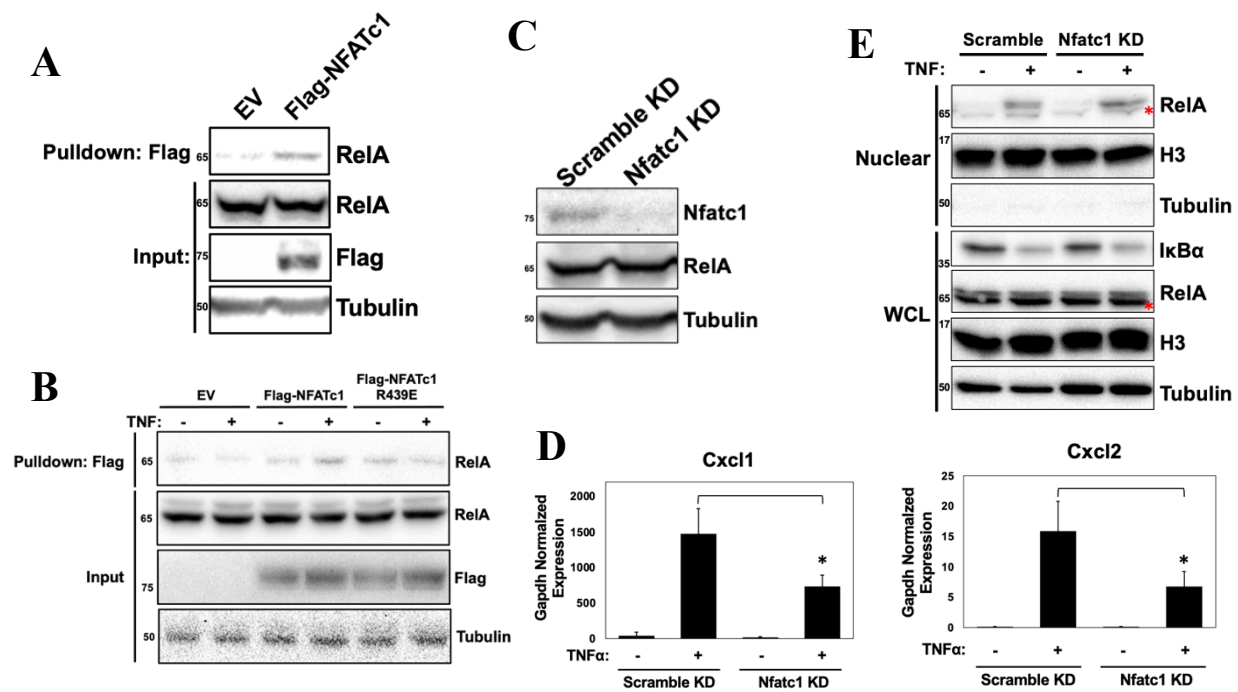 A
EV
Flag-NFATc1
Pulldown: Flag
65
RelA
Input:
65
RelA
75
Flag
50
Tubulin
B
EV
Flag-NFATc1
Flag-NFATc1
R439E
TNF: - + - + - +
Pulldown: Flag
65
RelA
Input
65
RelA
75
Flag
50
Tubulin
C
Scramble KD
Nfatc1 KD
75
Nfatc1
65
RelA
50
Tubulin
D
Cxcl1
Gapdh Normalzed
Expression
2000
1500
1000
500
0
*
TNFα: - + - +
Scramble KD
Nfatc1 KD
Cxcl2
Gapdh Normalized
Expression
25
20
15
10
5
0
*
TNFα: - + - +
Scramble KD
Nfatc1 KD
E
Scramble
Nfatc1 KD
TNF: - + - +
Nuclear
65
RelA
*
17
H3
50
Tubulin
WCL
35
IκBα
65
RelA
*
17
H3
50
Tubulin